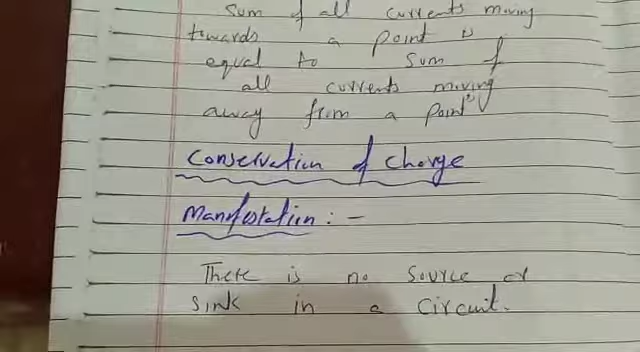 Sum of all currents moving
towards a point is
equal to sum of
all currents moving
away from a point"
Conservation of charge
Manifestation : -
There is no source or
sink in a circuit.